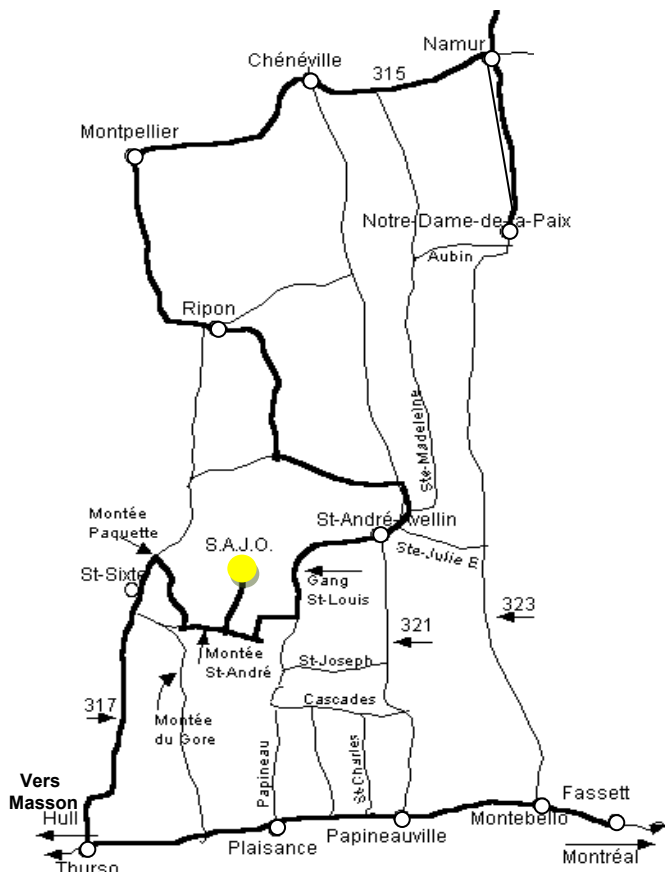 Namur
Chénéville
315
Montpellier
Notre-Dame-de-la-Paix
Aubin
Ripon
Ste-Madeleine
Montée
Paquette
S.A.J.O.
St-André-Avellin
Ste-Julie E
St-Sixte
Gang
St-Louis
323
321
Montée
St-André
St-Joseph
317
Montée
du Gore
Cascades
Papineau
St-Charles
Vers
Masson
Hull
Fassett
Montebello
Papineauville
Plaisance
Montréal
Thurso